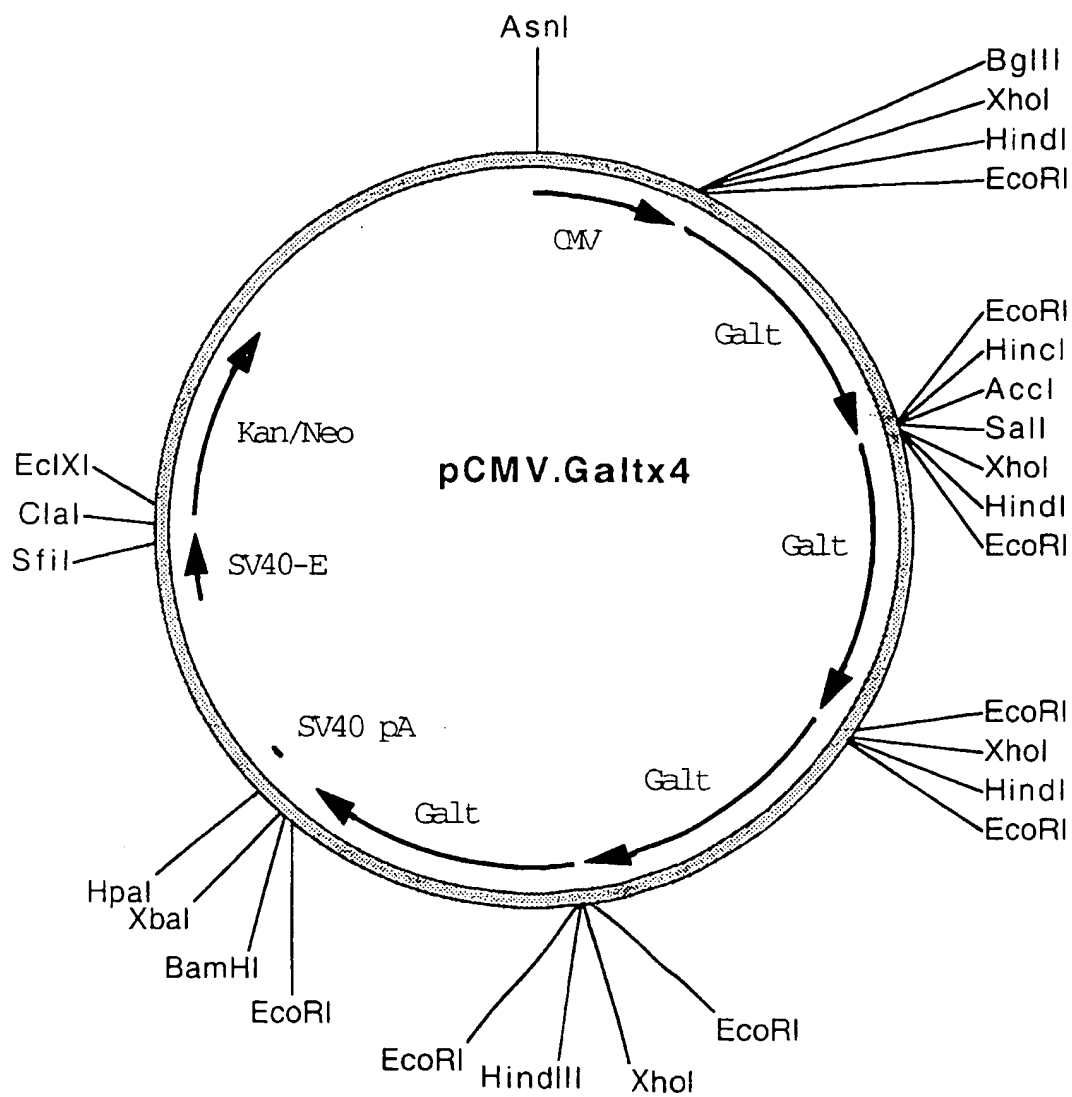 AsnI
BglII
XhoI
HindI
EcoRI
CMV
Galt
EcoRI
HincI
AccI
SalI
XhoI
HindI
EcoRI
Kan/Neo
pCMV.Galtx4
EclXI
ClaI
SfiI
SV40-E
Galt
SV40 pA
Galt
Galt
EcoRI
XhoI
HindI
EcoRI
HpaI
XbaI
BamHI
EcoRI
EcoRI
HindIII
XhoI
EcoRI